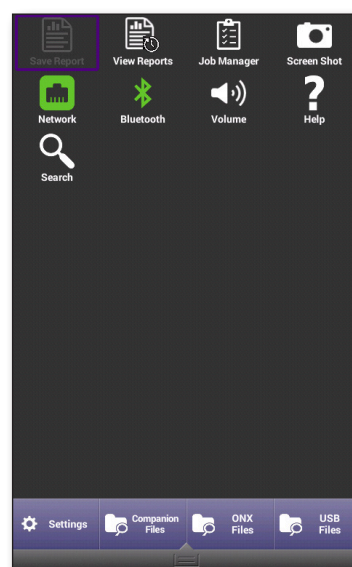 Save Report
View Reports
Job Manager
Screen Shot
Network
Bluetooth
Volume
Help
Search
Settings
Companion
Files
ONX
Files
USB
Files